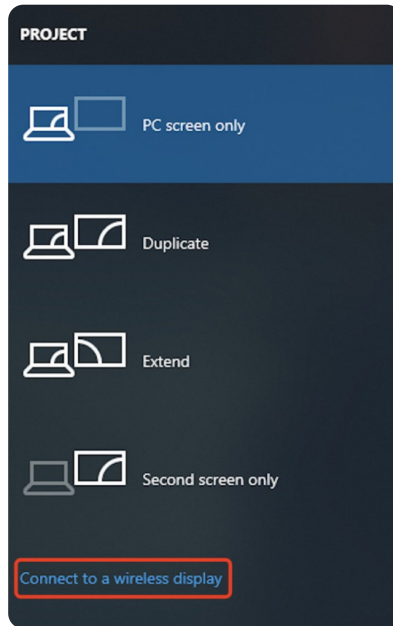 PROJECT
PC screen only
Duplicate
Extend
Second screen only
Connect to a wireless display